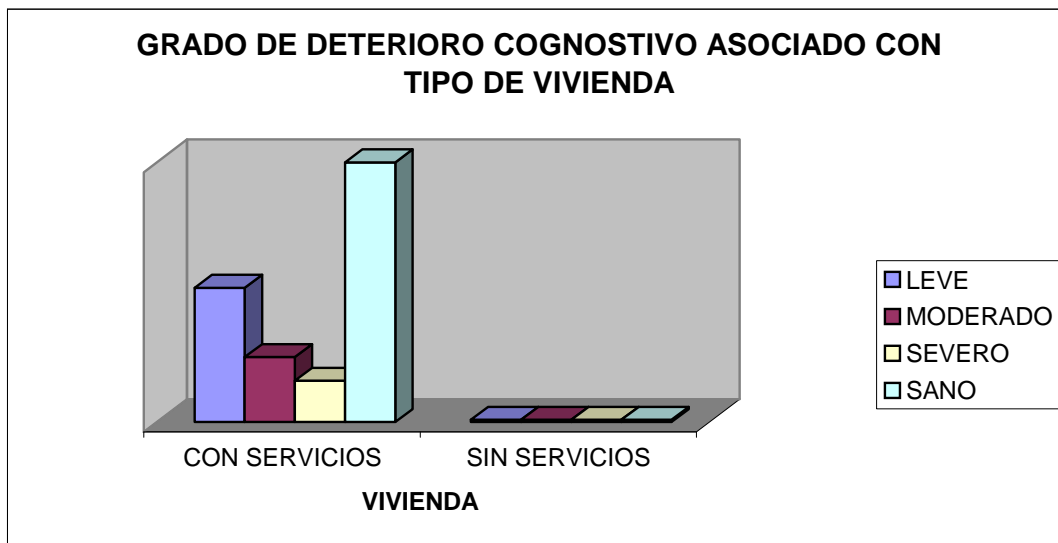 GRADO DE DETERIORO COGNOSTIVO ASOCIADO CON
TIPO DE VIVIENDA
LEVE
MODERADO
SEVERO
SANO
CON SERVICIOS
SIN SERVICIOS
VIVIENDA